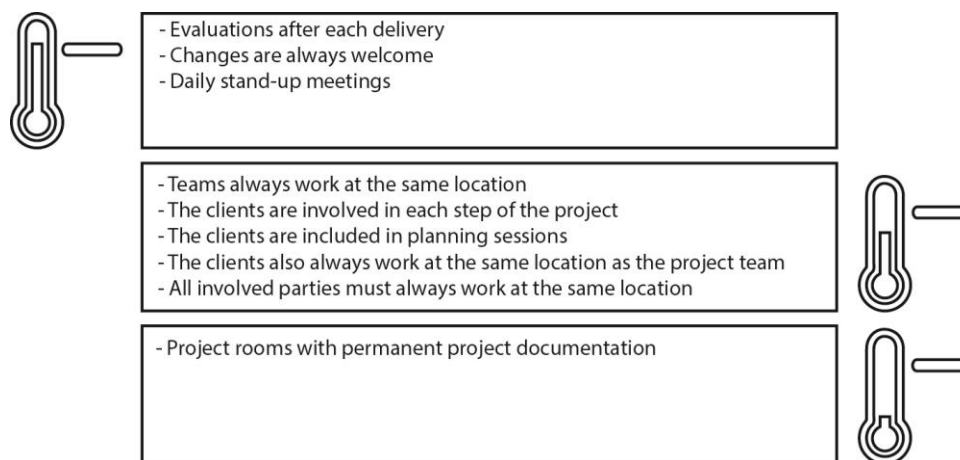 - Evaluations after each delivery
- Changes are always welcome
- Daily stand-up meetings
- Teams always work at the same location
- The clients are involved in each step of the project
- The clients are included in planning sessions
- The clients also always work at the same location as the project team
- All involved parties must always work at the same location
- Project rooms with permanent project documentation